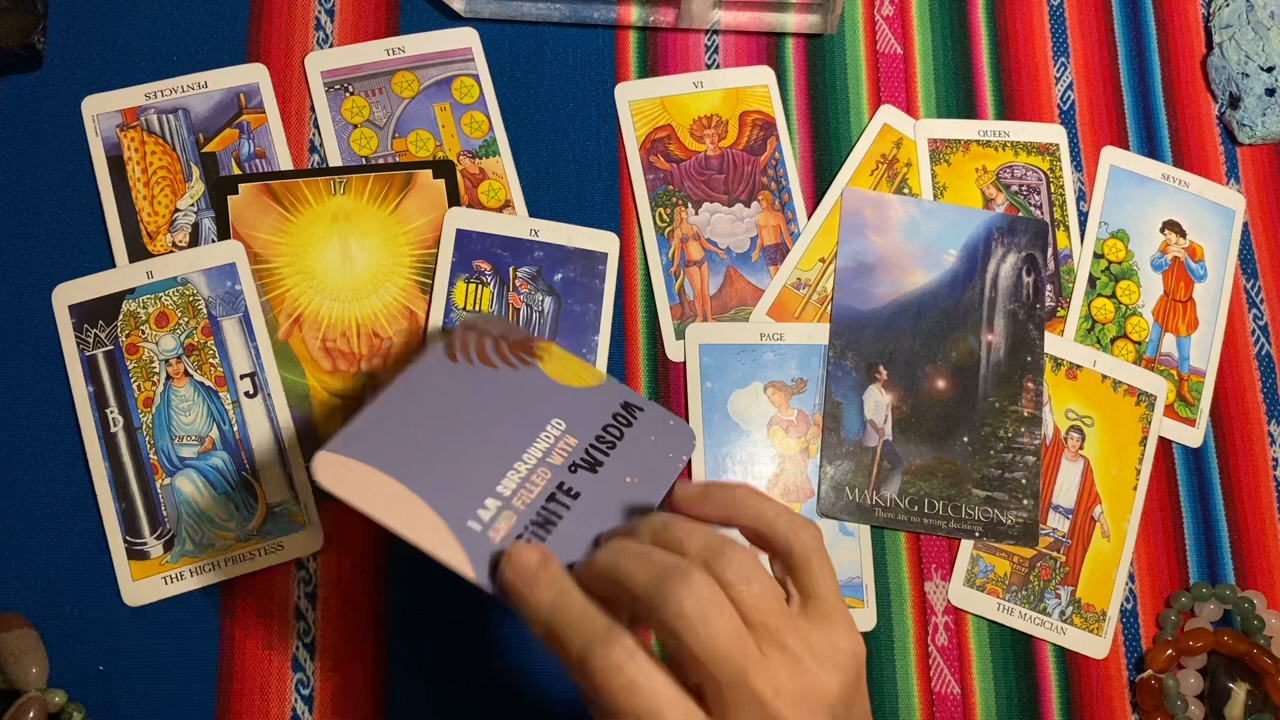 PENTACLES
TEN
VI
QUEEN
SEVEN
17
IX
II
B
J
TORA
THE HIGH PRIESTESS
PAGE
I
I AM SURROUNDED
AND FILLED WITH
WISDOM
MAKING DECISIONS
There are no wrong decisions.
THE MAGICIAN